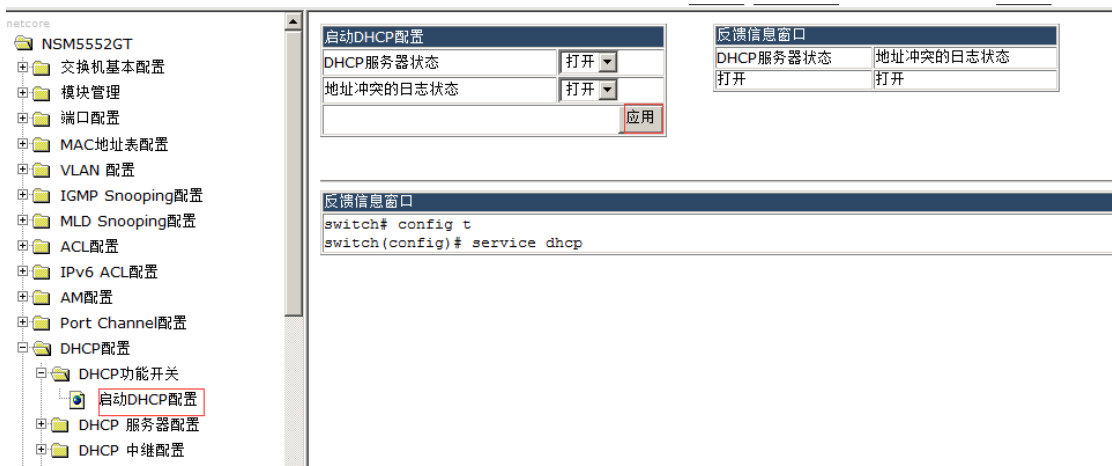 netcore
NSM5552GT
交换机基本配置
模块管理
端口配置
MAC地址表配置
VLAN 配置
IGMP Snooping配置
MLD Snooping配置
ACL配置
IPv6 ACL配置
AM配置
Port Channel配置
DHCP配置
DHCP功能开关
启动DHCP配置
DHCP 服务器配置
DHCP 中继配置
启动DHCP配置
DHCP服务器状态 打开
地址冲突的日志状态 打开
应用
反馈信息窗口
DHCP服务器状态 地址冲突的日志状态
打开 打开
反馈信息窗口
switch# config t
switch(config)# service dhcp